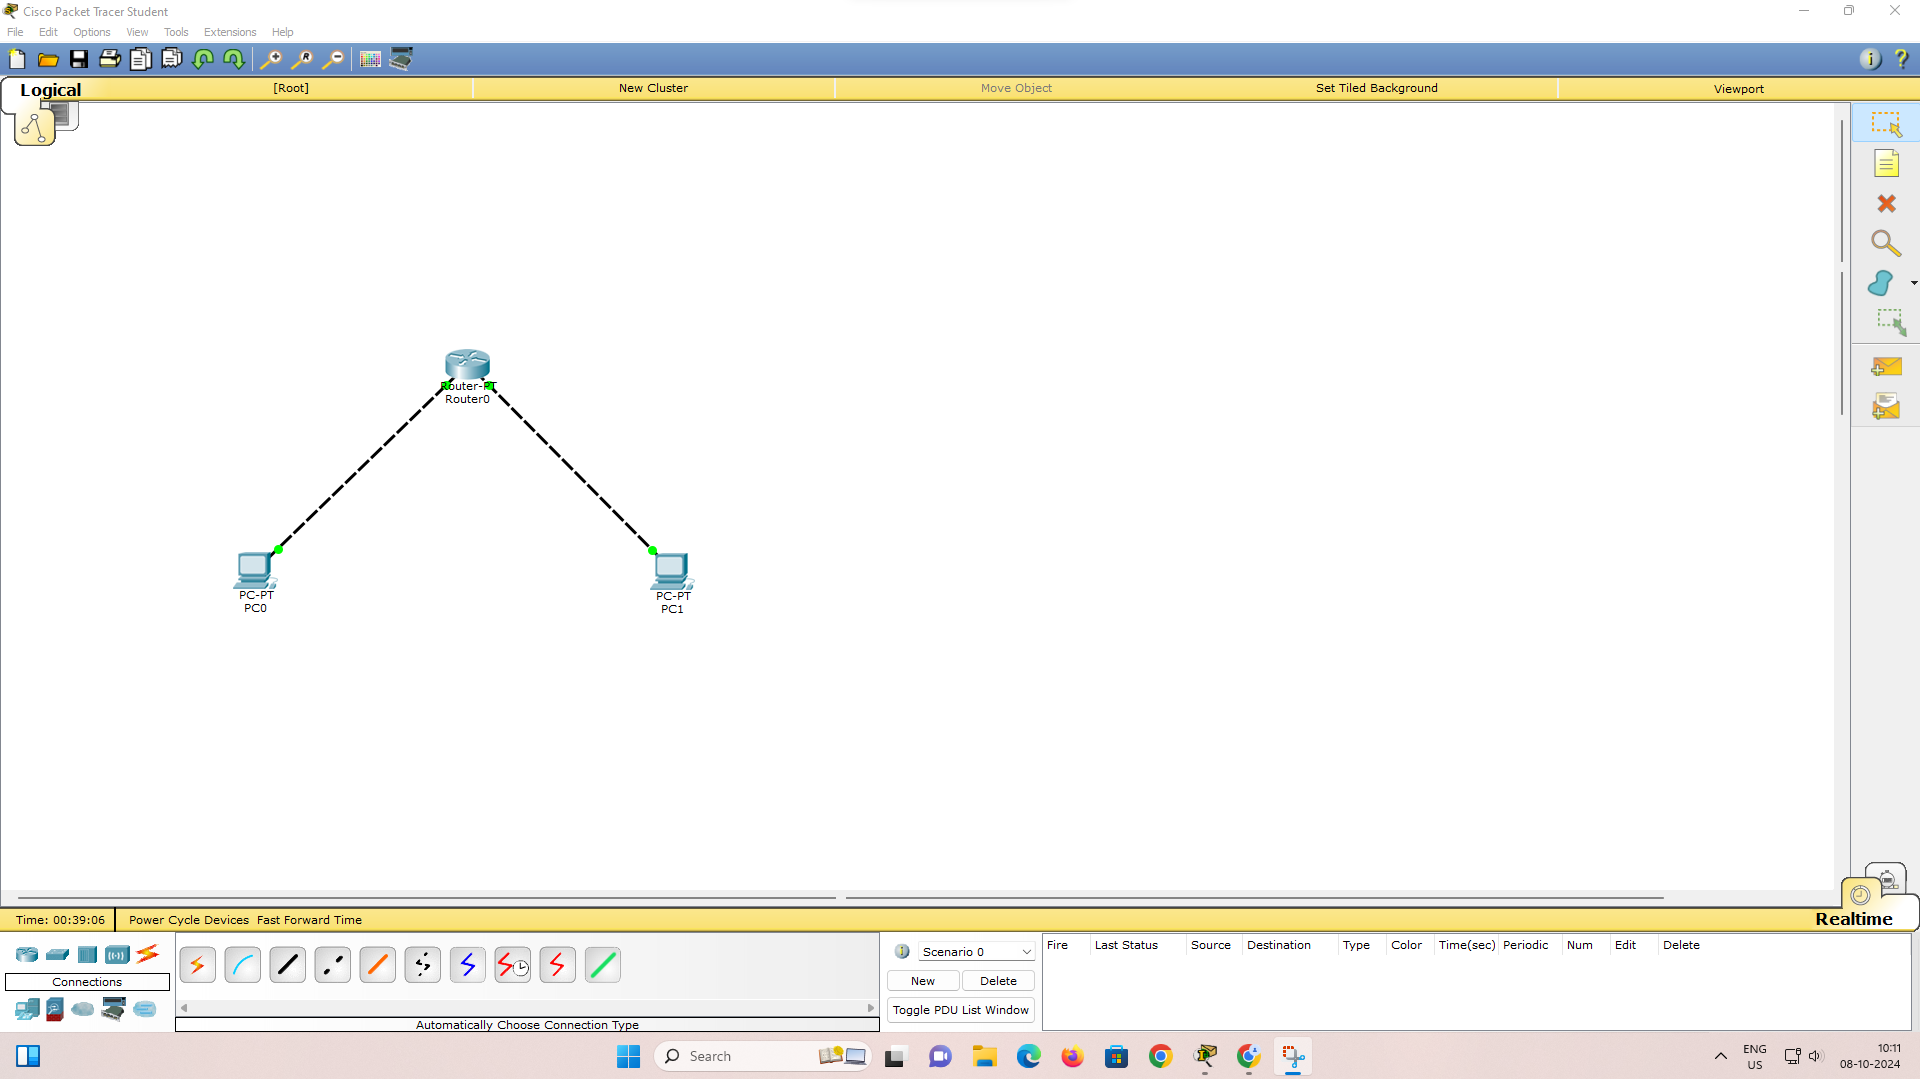 Cisco Packet Tracer Student
File Edit Options View Tools Extensions Help
Logical [Root] New Cluster Move Object Set Tiled Background Viewport
Router-PT
Router0
PC-PT
PC0
PC-PT
PC1
Time: 00:39:06 Power Cycle Devices Fast Forward Time
Realtime
Connections
Automatically Choose Connection Type
Scenario 0
New Delete
Toggle PDU List Window
Fire Last Status Source Destination Type Color Time(sec) Periodic Num Edit Delete
Search
ENG
US
10:11
08-10-2024